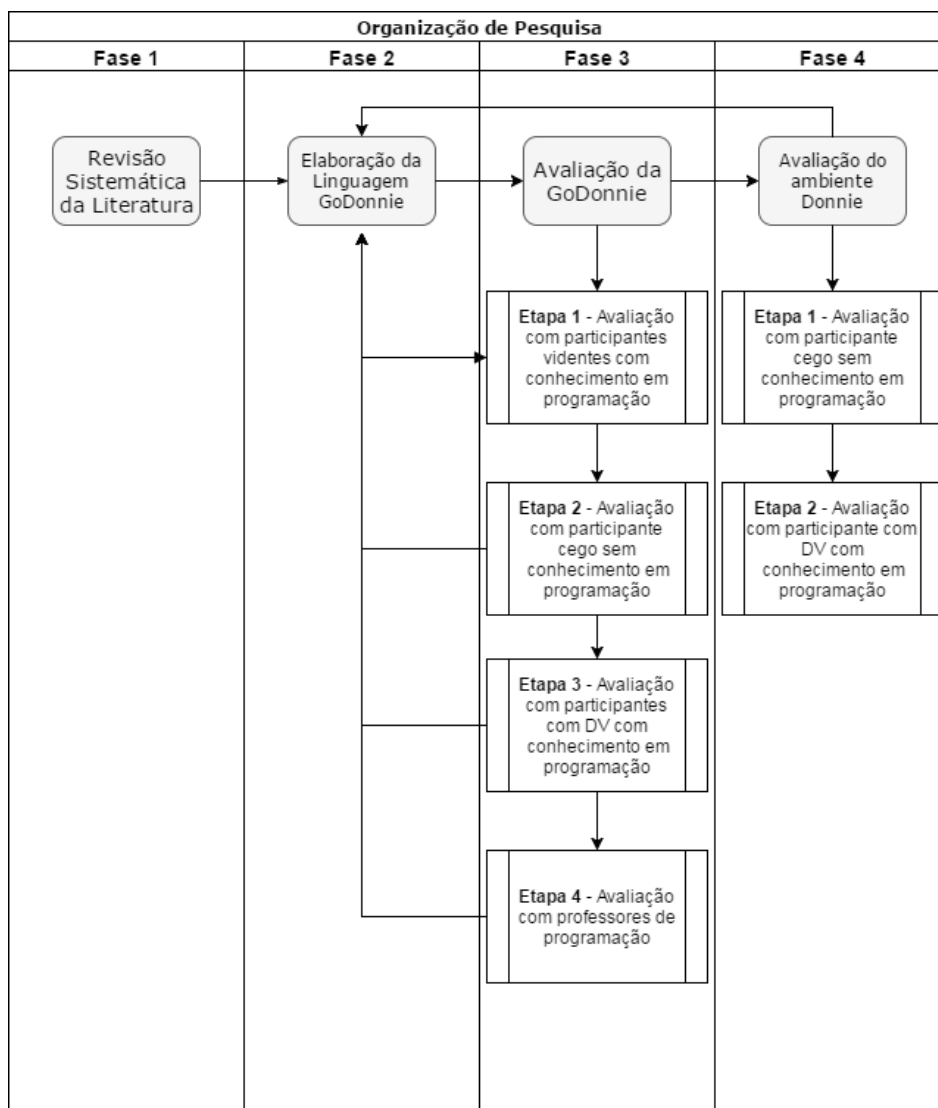 Organização de Pesquisa
Fase 1
Fase 2
Fase 3
Fase 4
Revisão
Sistemática
da Literatura
Elaboração da
Linguagem
GoDonnie
Avaliação da
GoDonnie
Avaliação do
ambiente
Donnie
Etapa 1 - Avaliação
com participantes
videntes com
conhecimento em
programação
Etapa 1 - Avaliação
com participante
cego sem
conhecimento em
programação
Etapa 2 - Avaliação
com participante
cego sem
conhecimento em
programação
Etapa 2 - Avaliação
com participante com
DV com
conhecimento em
programação
Etapa 3 - Avaliação
com participantes
com DV com
conhecimento em
programação
Etapa 4 - Avaliação
com professores de
programação